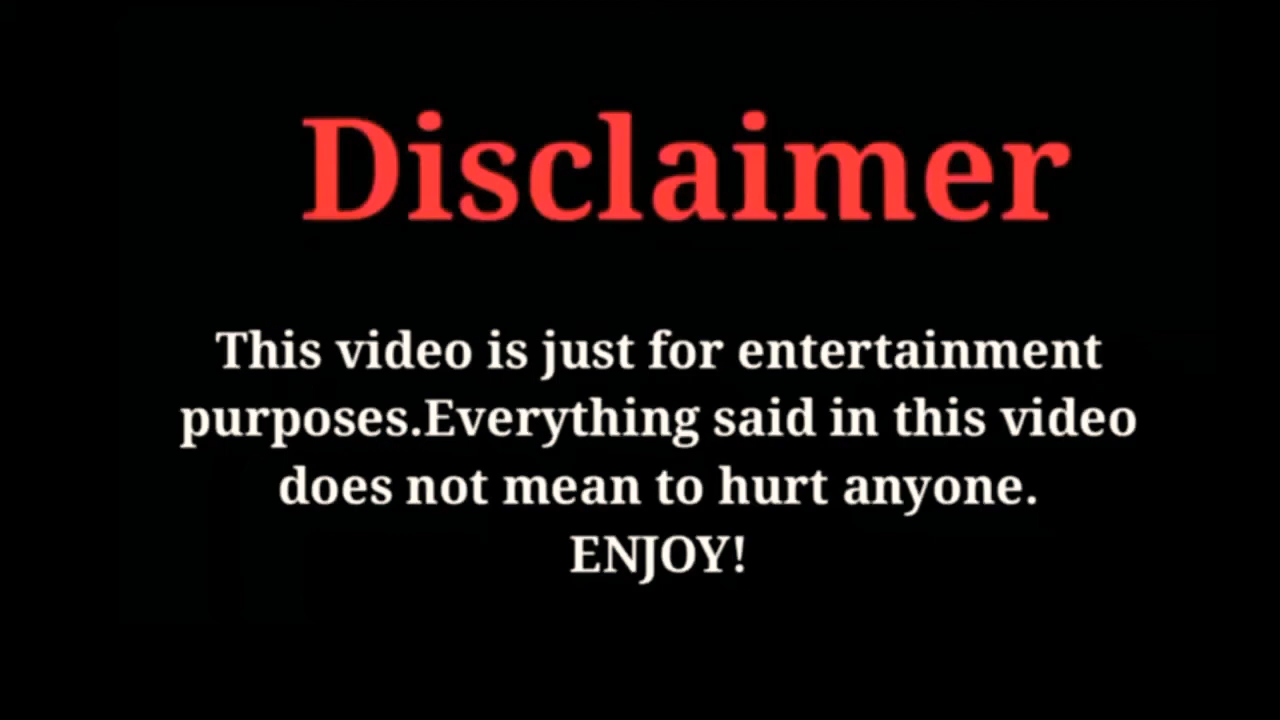 Disclaimer
This video is just for entertainment
purposes.Everything said in this video
does not mean to hurt anyone.
ENJOY!